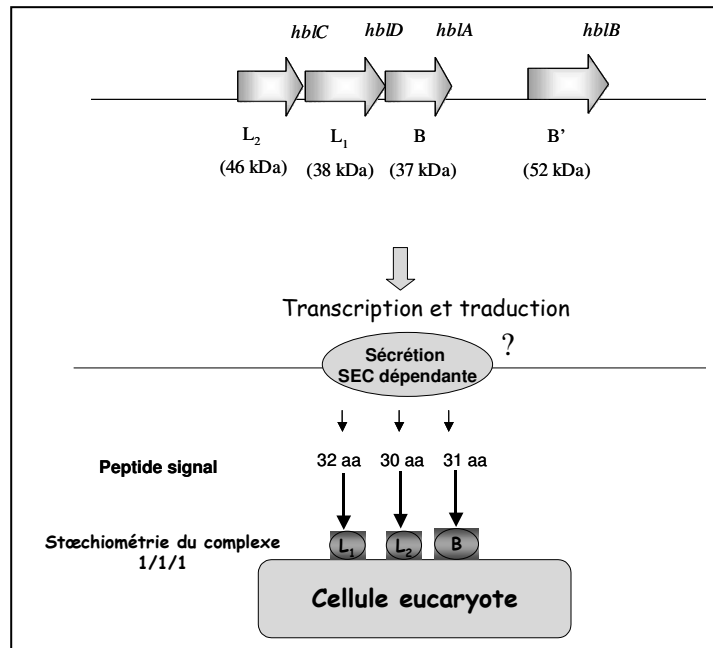 hblC hblD hblA hblB
L2 L1 B B’
(46 kDa) (38 kDa) (37 kDa) (52 kDa)
Transcription et traduction
Sécrétion ?
SEC dépendante
Peptide signal 32 aa 30 aa 31 aa
Stœchiométrie du complexe
1/1/1
L1 L2 B
Cellule eucaryote